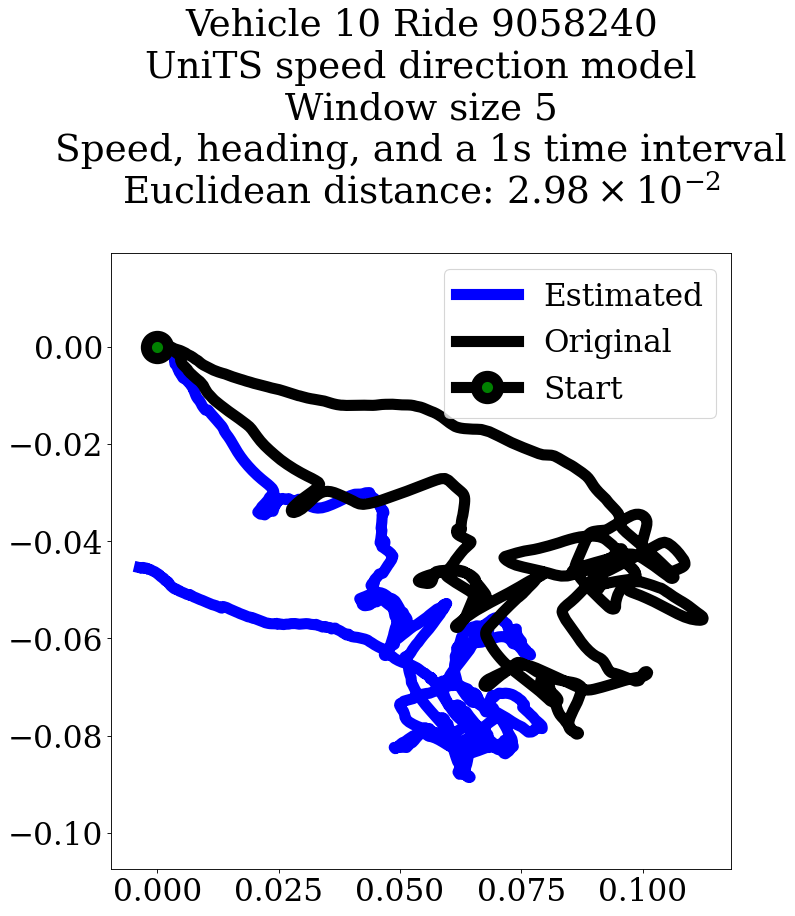 Vehicle 10 Ride 9058240
UniTS speed direction model
Window size 5
Speed, heading, and a 1s time interval
Euclidean distance: 2.98 × 10⁻²
Estimated
Original
Start
0.00
−0.02
−0.04
−0.06
−0.08
−0.10
0.000 0.025 0.050 0.075 0.100